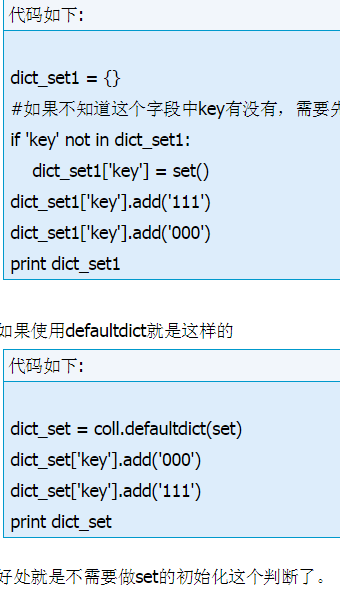 代码如下:
dict_set1 = {}
#如果不知道这个字段中key有没有，需要先
if 'key' not in dict_set1:
dict_set1['key'] = set()
dict_set1['key'].add('111')
dict_set1['key'].add('000')
print dict_set1
如果使用defaultdict就是这样的
代码如下:
dict_set = coll.defaultdict(set)
dict_set['key'].add('000')
dict_set['key'].add('111')
print dict_set
好处就是不需要做set的初始化这个判断了。